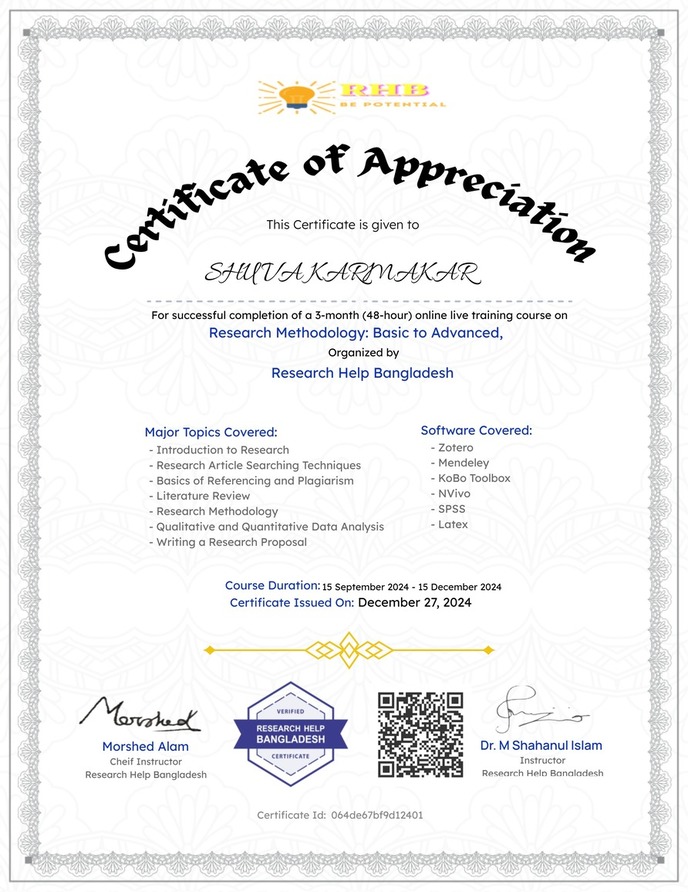 RHB
BE POTENTIAL
Certificate of Appreciation
This Certificate is given to
SHUVA KARMAKAR
For successful completion of a 3-month (48-hour) online live training course on
Research Methodology: Basic to Advanced,
Organized by
Research Help Bangladesh
Major Topics Covered:
- Introduction to Research
- Research Article Searching Techniques
- Basics of Referencing and Plagiarism
- Literature Review
- Research Methodology
- Qualitative and Quantitative Data Analysis
- Writing a Research Proposal
Software Covered:
- Zotero
- Mendeley
- KoBo Toolbox
- NVivo
- SPSS
- Latex
Course Duration: 15 September 2024 - 15 December 2024
Certificate Issued On: December 27, 2024
Morshed
Morshed Alam
Cheif Instructor
Research Help Bangladesh
VERIFIED
RESEARCH HELP
BANGLADESH
CERTIFICATE
Dr. M Shahanul Islam
Instructor
Research Help Bangladesh
Certificate Id: 064de67bf9d12401